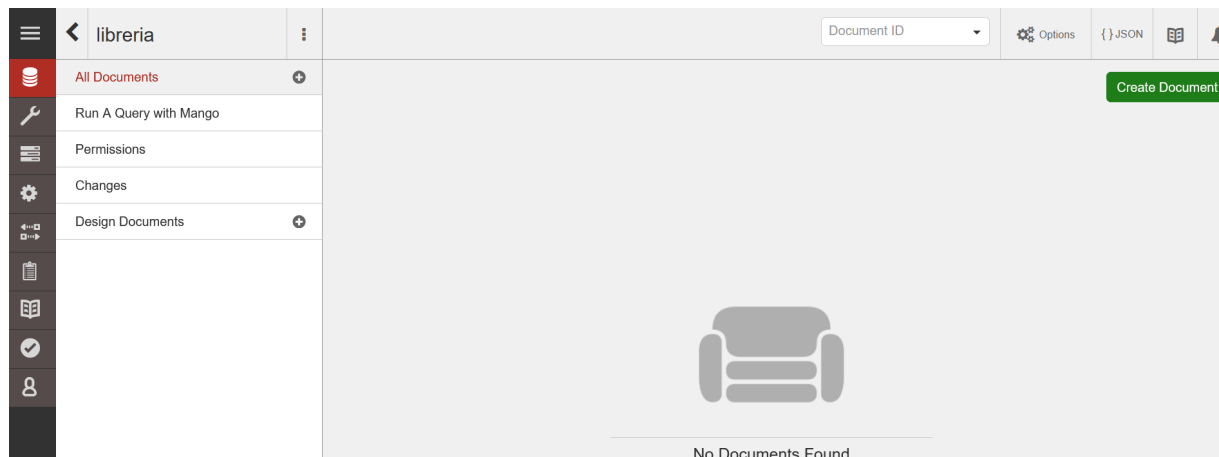 libreria
Document ID
Options
{ } JSON
All Documents
Create Document
Run A Query with Mango
Permissions
Changes
Design Documents
No Documents Found